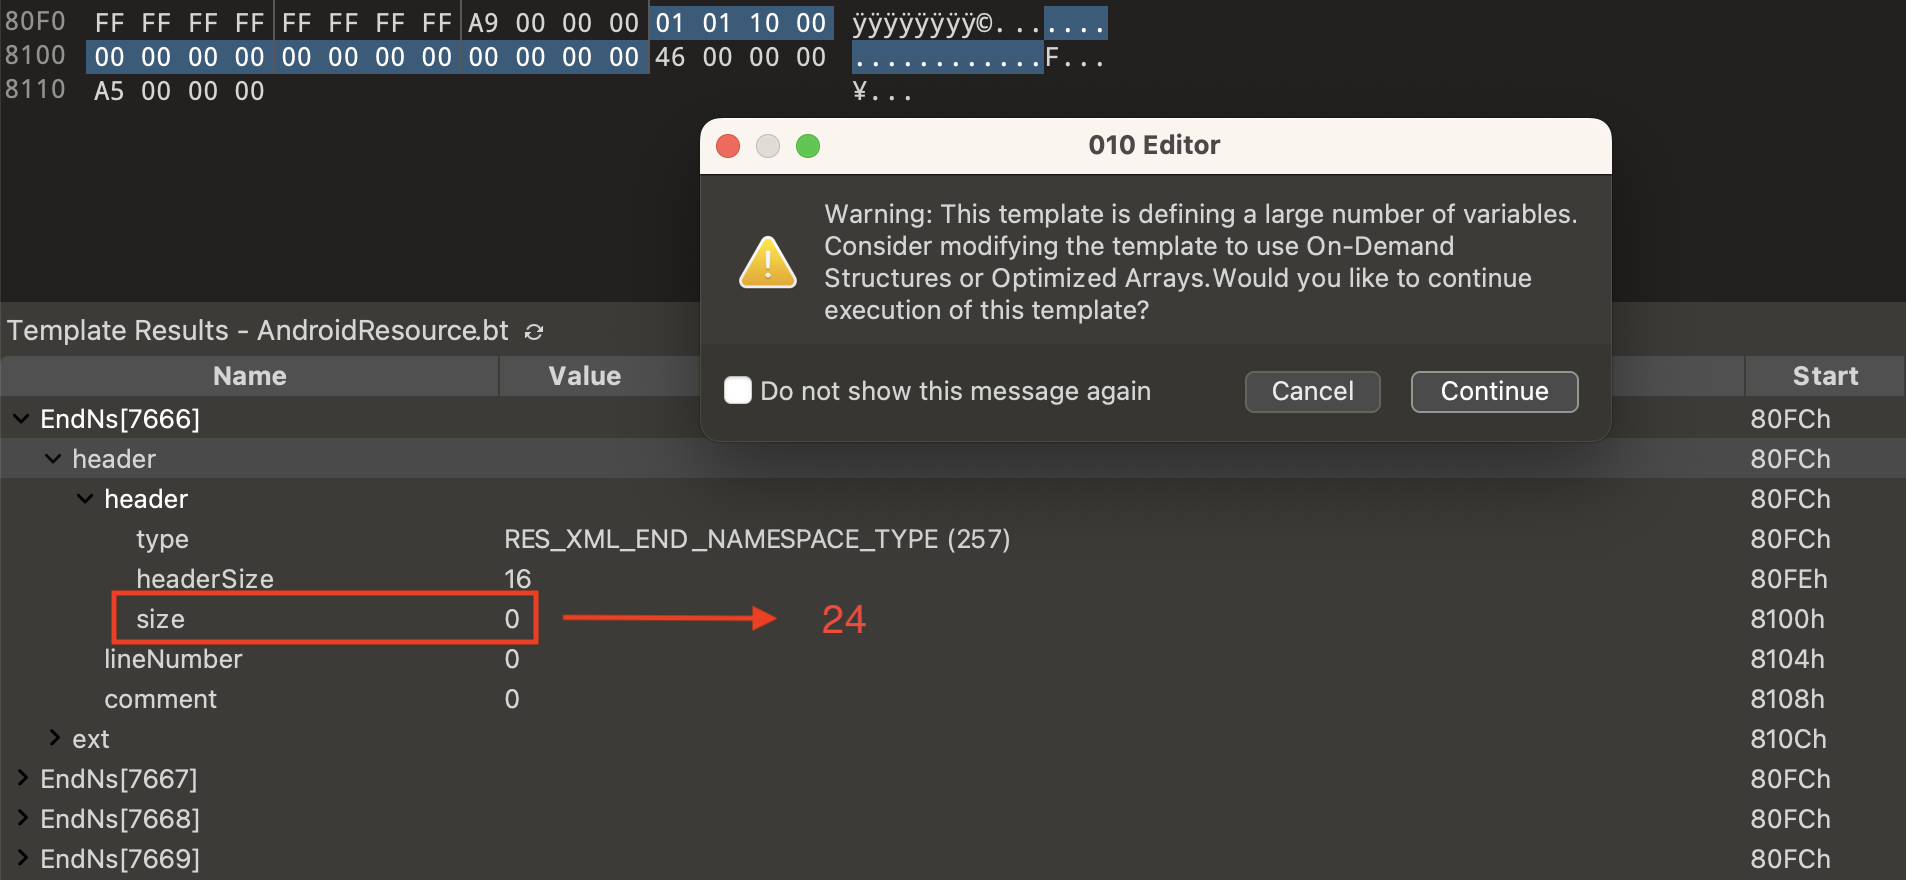 80F0 FF FF FF FF FF FF FF FF A9 00 00 00 01 01 10 00 ÿÿÿÿÿÿÿÿ©.......
8100 00 00 00 00 00 00 00 00 00 00 00 00 46 00 00 00 ............F...
8110 A5 00 00 00 ¥...
010 Editor
Warning: This template is defining a large number of variables.
Consider modifying the template to use On-Demand
Structures or Optimized Arrays.Would you like to continue
execution of this template?
Do not show this message again Cancel Continue
Template Results - AndroidResource.bt
Name Value Start
EndNs[7666] 80FCh
header 80FCh
header 80FCh
type RES_XML_END_NAMESPACE_TYPE (257) 80FCh
headerSize 16 80FEh
size 0 24 8100h
lineNumber 0 8104h
comment 0 8108h
ext 810Ch
EndNs[7667] 80FCh
EndNs[7668] 80FCh
EndNs[7669] 80FCh